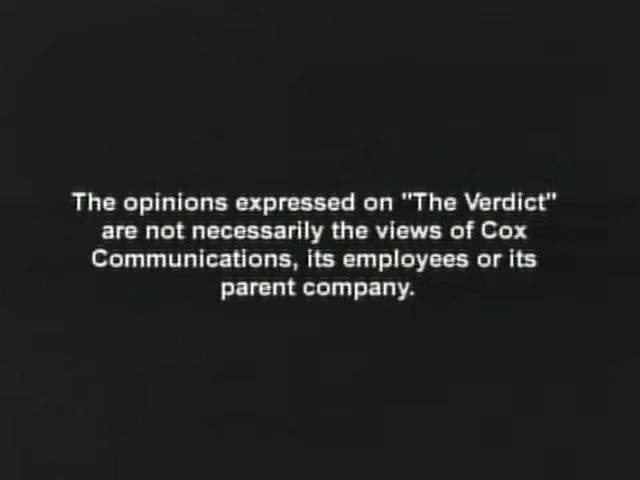 The opinions expressed on "The Verdict"
are not necessarily the views of Cox
Communications, its employees or its
parent company.